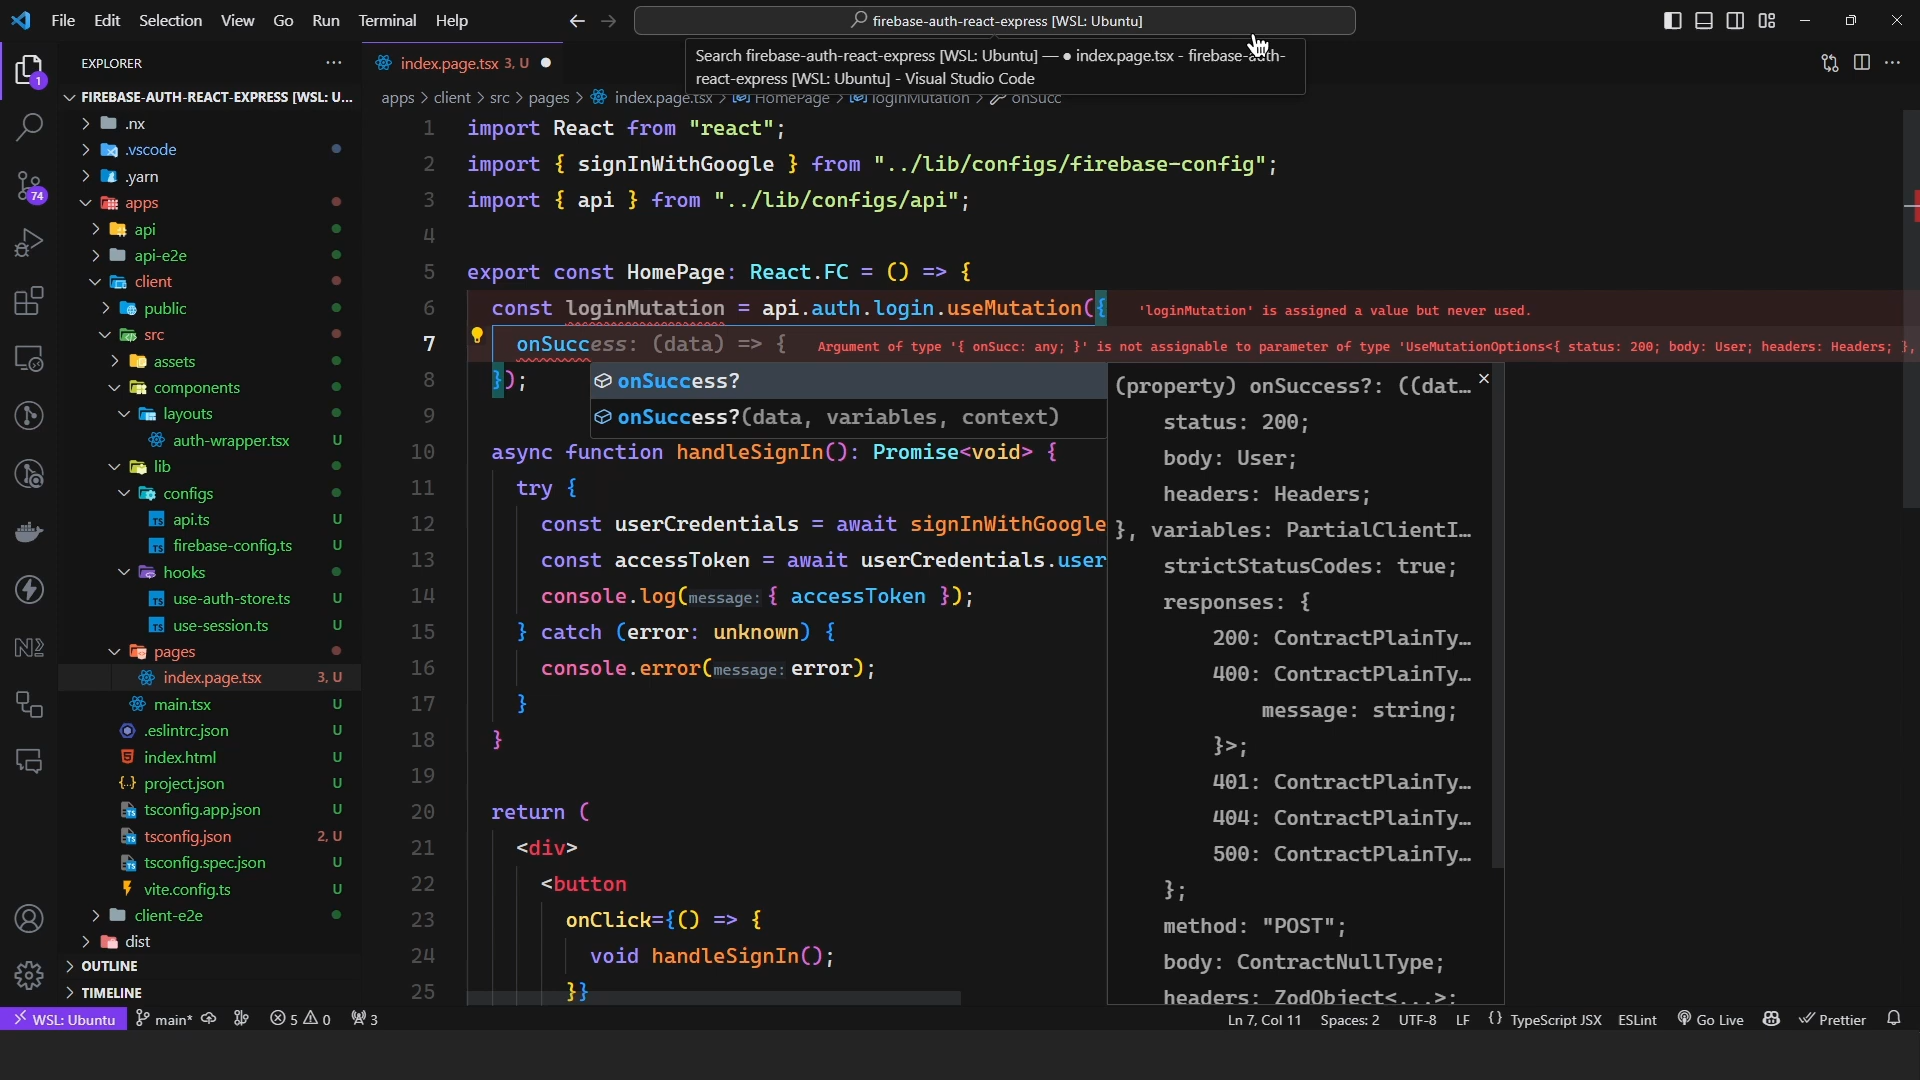 File Edit Selection View Go Run Terminal Help
firebase-auth-react-express [WSL: Ubuntu]
Search firebase-auth-react-express [WSL: Ubuntu] — ● index.page.tsx - firebase-auth-
react-express [WSL: Ubuntu] - Visual Studio Code
EXPLORER
FIREBASE-AUTH-REACT-EXPRESS [WSL: U...
.nx
.vscode
.yarn
apps
api
api-e2e
client
public
src
assets
components
layouts
auth-wrapper.tsx U
lib
configs
api.ts U
firebase-config.ts U
hooks
use-auth-store.ts U
use-session.ts U
pages
index.page.tsx 3, U
main.tsx U
.eslintrc.json U
index.html U
project.json U
tsconfig.app.json U
tsconfig.json 2, U
tsconfig.spec.json U
vite.config.ts U
client-e2e
dist
OUTLINE
TIMELINE
1
74
index.page.tsx 3, U
apps > client > src > pages > index.page.tsx > HomePage > loginMutation > onSucc
1 import React from "react";
2 import { signInWithGoogle } from "../lib/configs/firebase-config";
3 import { api } from "../lib/configs/api";
4
5 export const HomePage: React.FC = () => {
6 const loginMutation = api.auth.login.useMutation({ 'loginMutation' is assigned a value but never used.
7 onSuccess: (data) => { Argument of type '{ onSucc: any; }' is not assignable to parameter of type 'UseMutationOptions<{ status: 200; body: User; headers: Headers; },
8 });
9
10 async function handleSignIn(): Promise<void> {
11 try {
12 const userCredentials = await signInWithGoogle
13 const accessToken = await userCredentials.user
14 console.log(message: { accessToken });
15 } catch (error: unknown) {
16 console.error(message: error);
17 }
18 }
19
20 return (
21 <div>
22 <button
23 onClick={() => {
24 void handleSignIn();
25 }}
onSuccess?
onSuccess?(data, variables, context)
(property) onSuccess?: ((dat...
status: 200;
body: User;
headers: Headers;
}, variables: PartialClientI...
strictStatusCodes: true;
responses: {
200: ContractPlainTy...
400: ContractPlainTy...
message: string;
}>;
401: ContractPlainTy...
404: ContractPlainTy...
500: ContractPlainTy...
};
method: "POST";
body: ContractNullType;
headers: ZodObject<...>;
WSL: Ubuntu main* 5 0 3
Ln 7, Col 11 Spaces: 2 UTF-8 LF {} TypeScript JSX ESLint Go Live Prettier